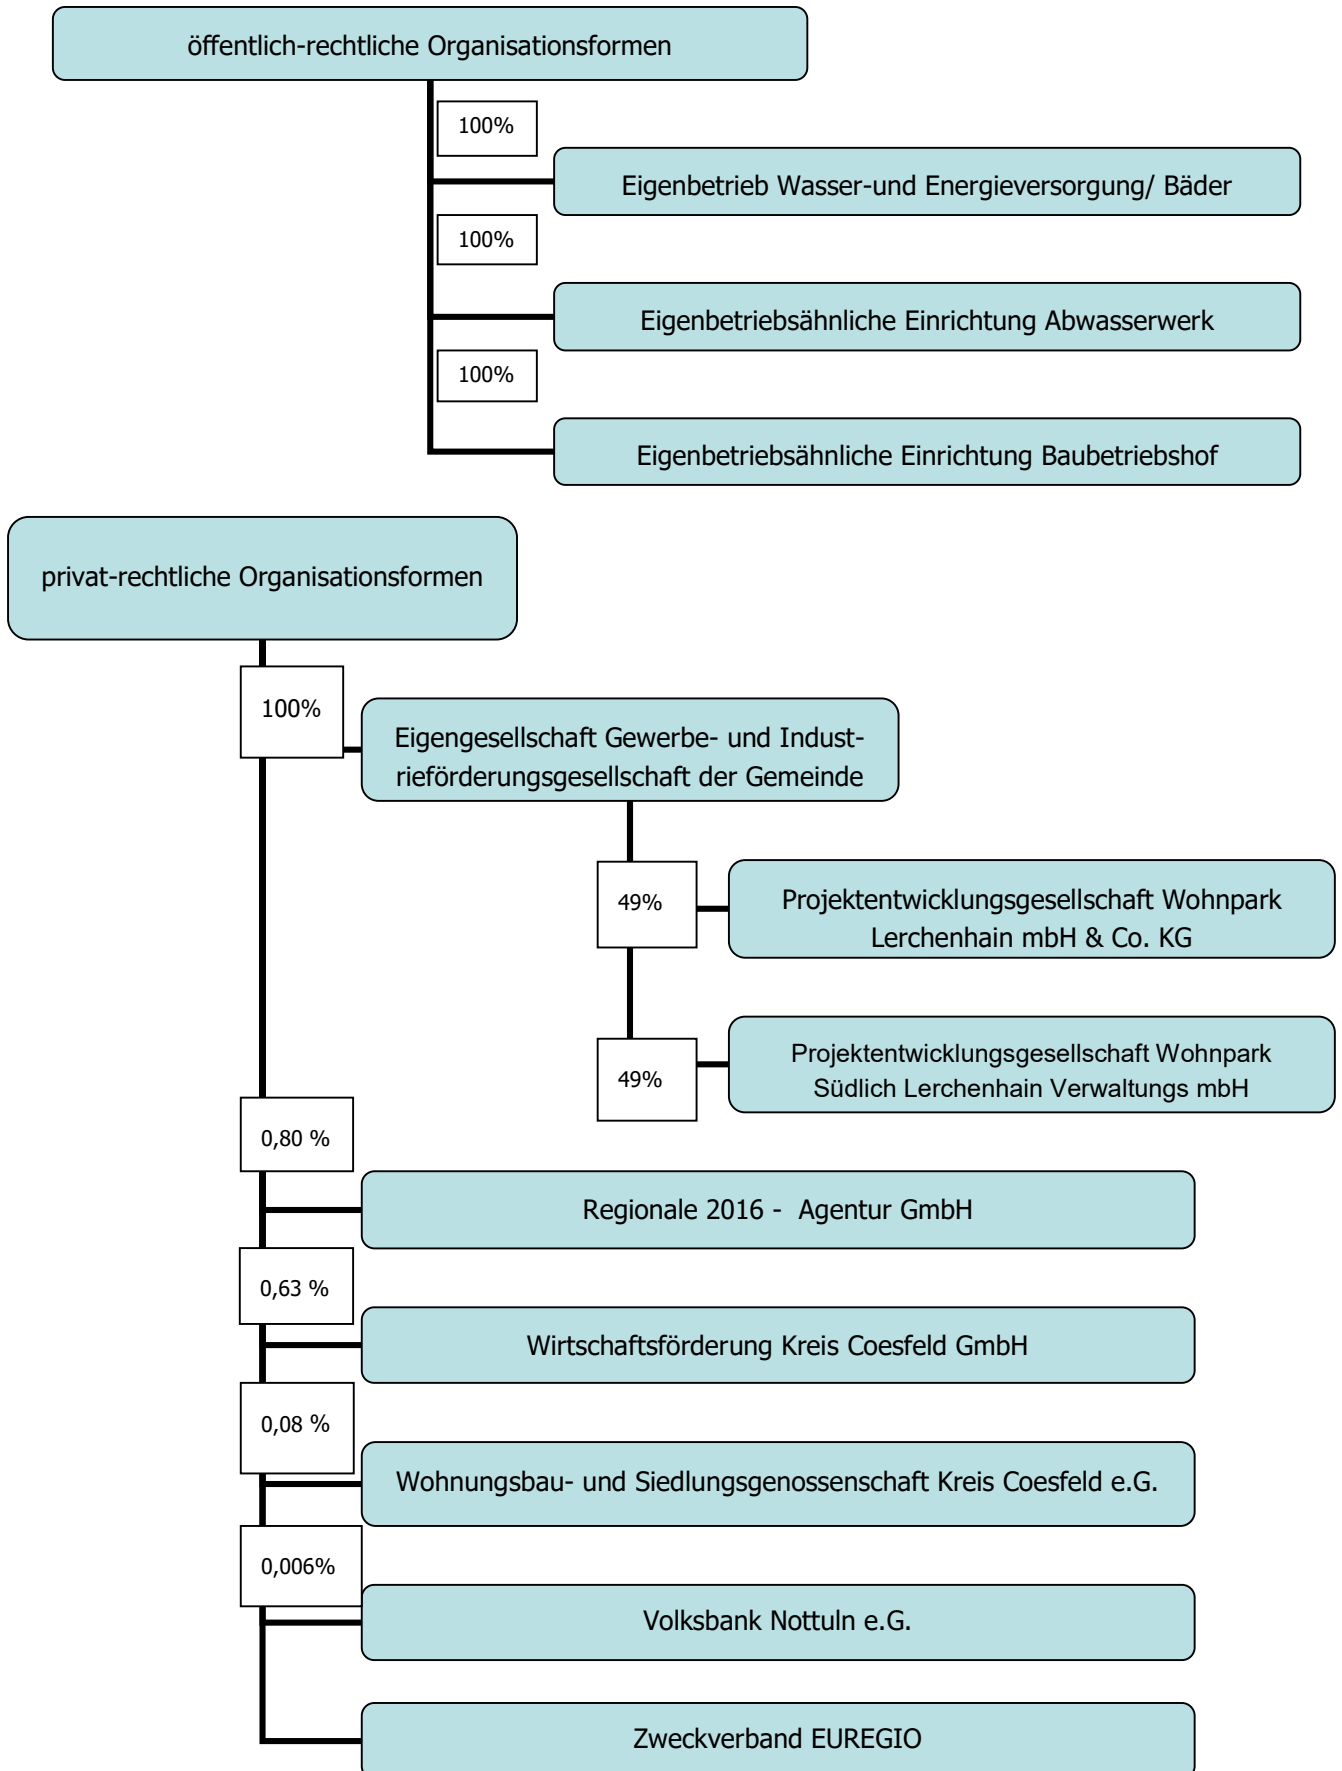 öffentlich-rechtliche Organisationsformen
100%
Eigenbetrieb Wasser-und Energieversorgung/ Bäder
100%
Eigenbetriebsähnliche Einrichtung Abwasserwerk
100%
Eigenbetriebsähnliche Einrichtung Baubetriebshof
privat-rechtliche Organisationsformen
100%
Eigengesellschaft Gewerbe- und Indust-
rieförderungsgesellschaft der Gemeinde
49%
Projektentwicklungsgesellschaft Wohnpark
Lerchenhain mbH & Co. KG
49%
Projektentwicklungsgesellschaft Wohnpark
Südlich Lerchenhain Verwaltungs mbH
0,80 %
Regionale 2016 - Agentur GmbH
0,63 %
Wirtschaftsförderung Kreis Coesfeld GmbH
0,08 %
Wohnungsbau- und Siedlungsgenossenschaft Kreis Coesfeld e.G.
0,006%
Volksbank Nottuln e.G.
Zweckverband EUREGIO